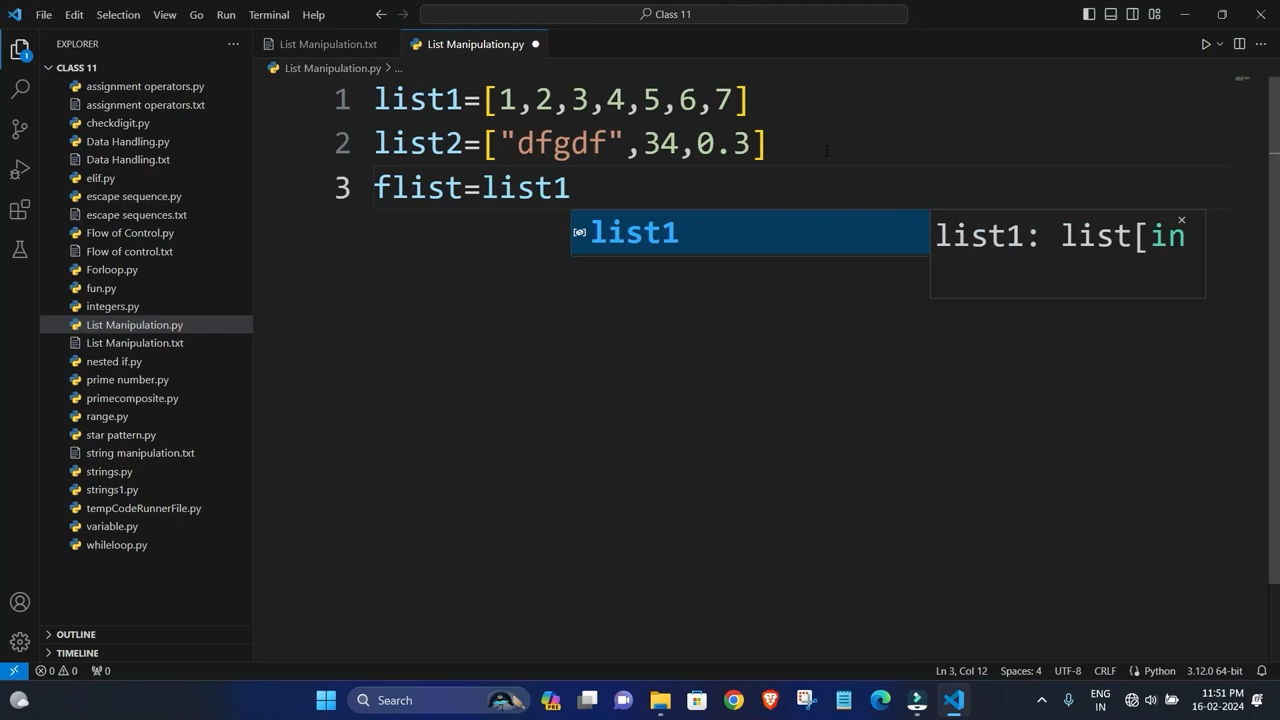 File Edit Selection View Go Run Terminal Help
Class 11
EXPLORER
CLASS 11
assignment operators.py
assignment operators.txt
checkdigit.py
Data Handling.py
Data Handling.txt
elif.py
escape sequence.py
escape sequences.txt
Flow of Control.py
Flow of control.txt
Forloop.py
fun.py
integers.py
List Manipulation.py
List Manipulation.txt
nested if.py
prime number.py
primecomposite.py
range.py
star pattern.py
string manipulation.txt
strings.py
strings1.py
tempCodeRunnerFile.py
variable.py
whileloop.py
OUTLINE
TIMELINE
List Manipulation.txt List Manipulation.py
List Manipulation.py > ...
1 list1=[1,2,3,4,5,6,7]
2 list2=["dfgdf",34,0.3]
3 flist=list1
list1
list1: list[in
0 0 0
Ln 3, Col 12 Spaces: 4 UTF-8 CRLF Python 3.12.0 64-bit
1
Search
PRE
ENG
IN
11:51 PM
16-02-2024